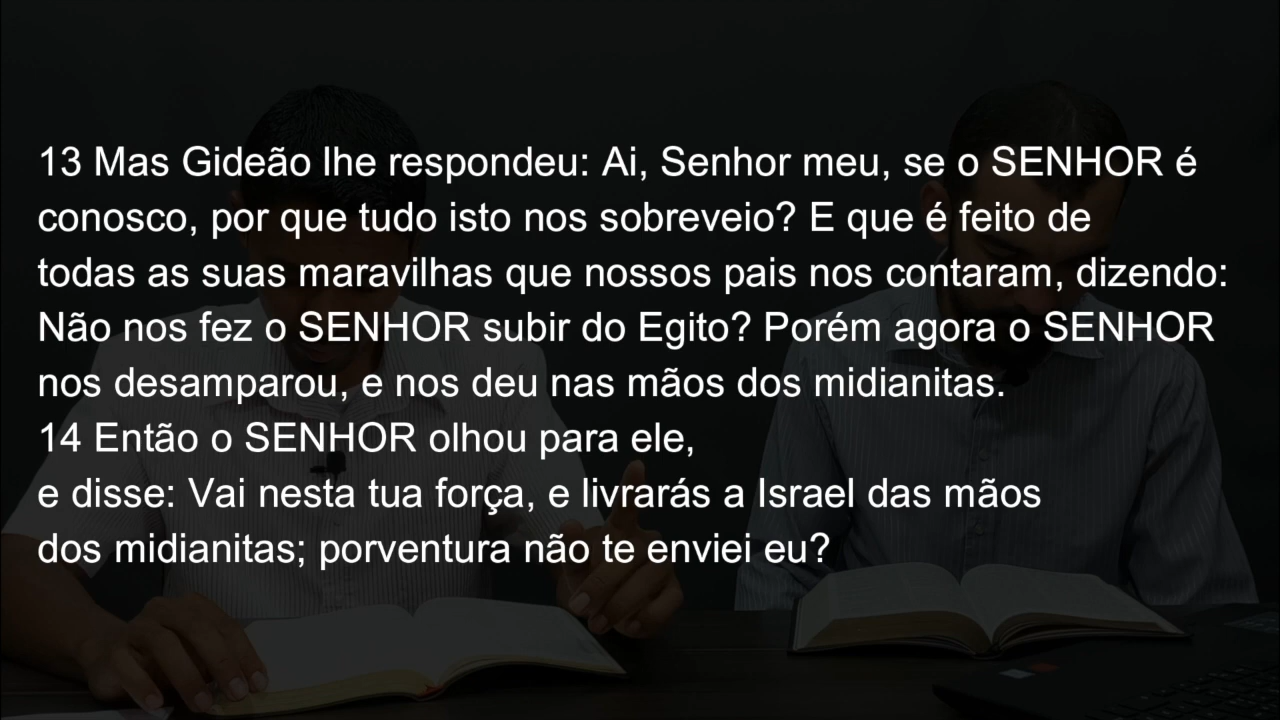 13 Mas Gideão lhe respondeu: Ai, Senhor meu, se o SENHOR é
conosco, por que tudo isto nos sobreveio? E que é feito de
todas as suas maravilhas que nossos pais nos contaram, dizendo:
Não nos fez o SENHOR subir do Egito? Porém agora o SENHOR
nos desamparou, e nos deu nas mãos dos midianitas.
14 Então o SENHOR olhou para ele,
e disse: Vai nesta tua força, e livrarás a Israel das mãos
dos midianitas; porventura não te enviei eu?